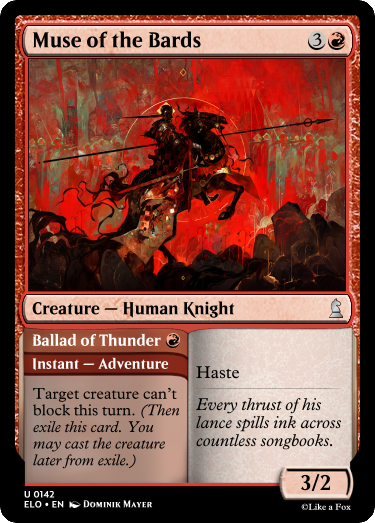 Muse of the Bards 3
Creature — Human Knight
Ballad of Thunder
Instant — Adventure
Target creature can't
block this turn. (Then
exile this card. You
may cast the creature
later from exile.)
Haste
Every thrust of his
lance spills ink across
countless songbooks.
3/2
U 0142
ELO • EN Dominik Mayer
©Like a Fox